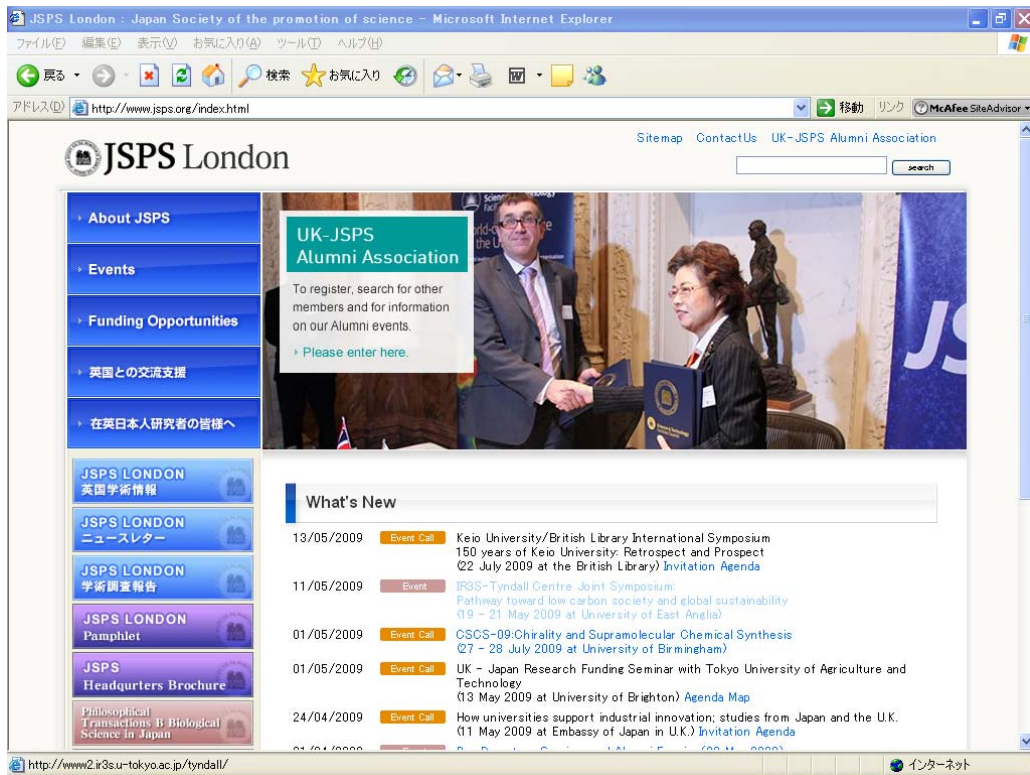 JSPS London : Japan Society of the promotion of science - Microsoft Internet Explorer
ファイル(F) 編集(E) 表示(V) お気に入り(A) ツール(T) ヘルプ(H)
戻る 検索 お気に入り
アドレス(D) http://www.jsps.org/index.html 移動 リンク McAfee SiteAdvisor
Sitemap ContactUs UK-JSPS Alumni Association
JSPS London
search
About JSPS
Events
Funding Opportunities
英国との交流支援
在英日本人研究者の皆様へ
UK-JSPS
Alumni Association
To register, search for other
members and for information
on our Alumni events.
Please enter here.
JS
JSPS LONDON
英国学術情報
JSPS LONDON
ニュースレター
JSPS LONDON
学術調査報告
JSPS LONDON
Pamphlet
JSPS
Headqurters Brochure
Philosophical
Transactions B Biological
Science in Japan
What's New
13/05/2009 Event Call Keio University/British Library International Symposium
150 years of Keio University: Retrospect and Prospect
(22 July 2009 at the British Library) Invitation Agenda
11/05/2009 Event IR3S-Tyndall Centre Joint Symposium:
Pathway toward low carbon society and global sustainability
(19 - 21 May 2009 at University of East Anglia)
01/05/2009 Event Call CSCS-09:Chirality and Supramolecular Chemical Synthesis
(27 - 28 July 2009 at University of Birmingham)
01/05/2009 Event Call UK - Japan Research Funding Seminar with Tokyo University of Agriculture and
Technology
(13 May 2009 at University of Brighton) Agenda Map
24/04/2009 Event Call How universities support industrial innovation; studies from Japan and the U.K.
(11 May 2009 at Embassy of Japan in U.K.) Invitation Agenda
http://www2.ir3s.u-tokyo.ac.jp/tyndall/ インターネット